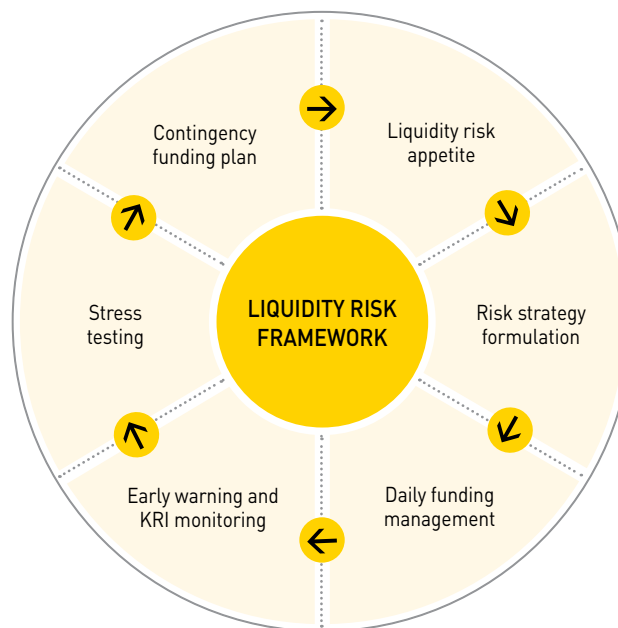 Contingency
funding plan
Liquidity risk
appetite
Stress
testing
LIQUIDITY RISK
FRAMEWORK
Risk strategy
formulation
Early warning and
KRI monitoring
Daily funding
management